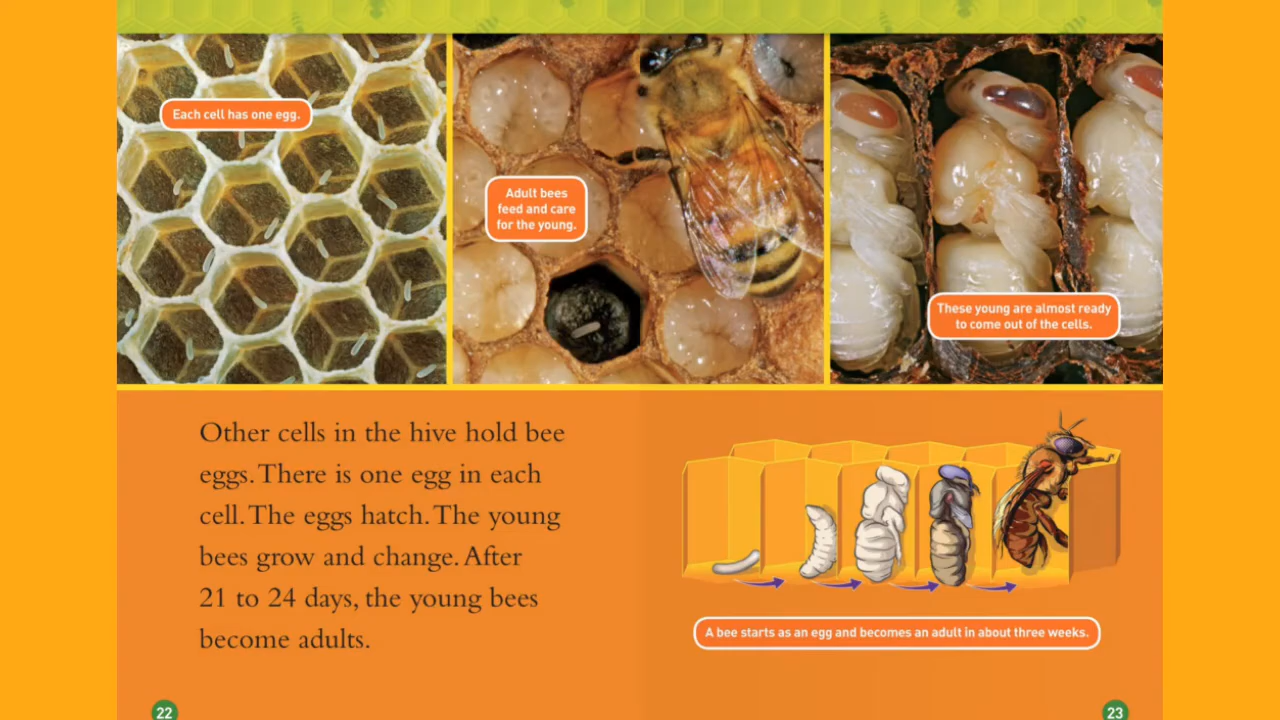 Each cell has one egg.
Adult bees
feed and care
for the young.
These young are almost ready
to come out of the cells.
Other cells in the hive hold bee
eggs. There is one egg in each
cell. The eggs hatch. The young
bees grow and change. After
21 to 24 days, the young bees
become adults.
A bee starts as an egg and becomes an adult in about three weeks.
22
23